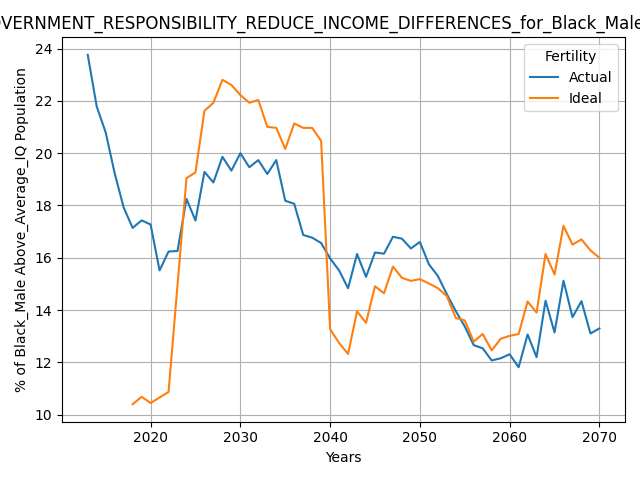 OVERNMENT_RESPONSIBILITY_REDUCE_INCOME_DIFFERENCES_for_Black_Male
24
22
20
18
16
14
12
10
% of Black_Male Above_Average_IQ Population
Fertility
Actual
Ideal
2020 2030 2040 2050 2060 2070
Years